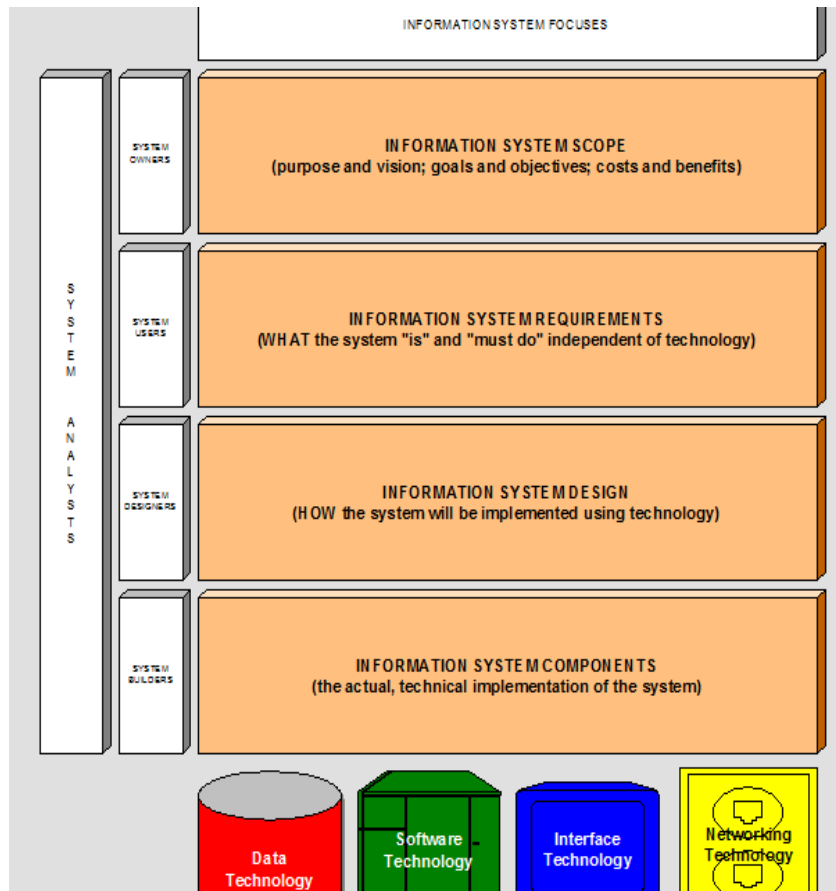 INFORMATION SYSTEM FOCUSES
SYSTEM
OWNERS
INFORMATION SYSTEM SCOPE
(purpose and vision; goals and objectives; costs and benefits)
SYSTEM ANALYSTS
SYSTEM
USERS
INFORMATION SYSTEM REQUIREMENTS
(WHAT the system "is" and "must do" independent of technology)
SYSTEM
DESIGNERS
INFORMATION SYSTEM DESIGN
(HOW the system will be implemented using technology)
SYSTEM
BUILDERS
INFORMATION SYSTEM COMPONENTS
(the actual, technical implementation of the system)
Data
Technology
Software
Technology
Interface
Technology
Networking
Technology